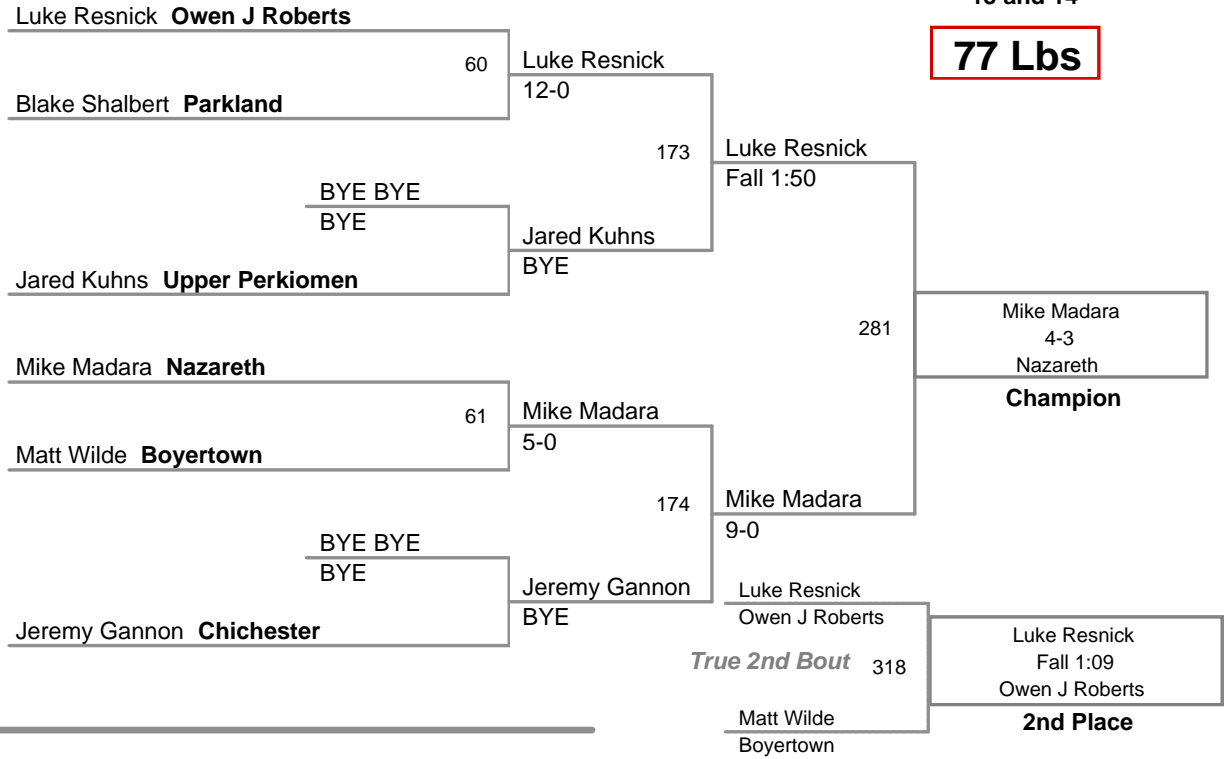 Luke Resnick Owen J Roberts
60
Luke Resnick
12-0
77 Lbs
Blake Shalbert Parkland
173
Luke Resnick
Fall 1:50
BYE BYE
BYE
Jared Kuhns
BYE
Jared Kuhns Upper Perkiomen
281
Mike Madara
4-3
Nazareth
Champion
Mike Madara Nazareth
61
Mike Madara
5-0
Matt Wilde Boyertown
174
Mike Madara
9-0
BYE BYE
BYE
Jeremy Gannon
BYE
Jeremy Gannon Chichester
Luke Resnick
Owen J Roberts
True 2nd Bout 318
Luke Resnick
Fall 1:09
Owen J Roberts
2nd Place
Matt Wilde
Boyertown